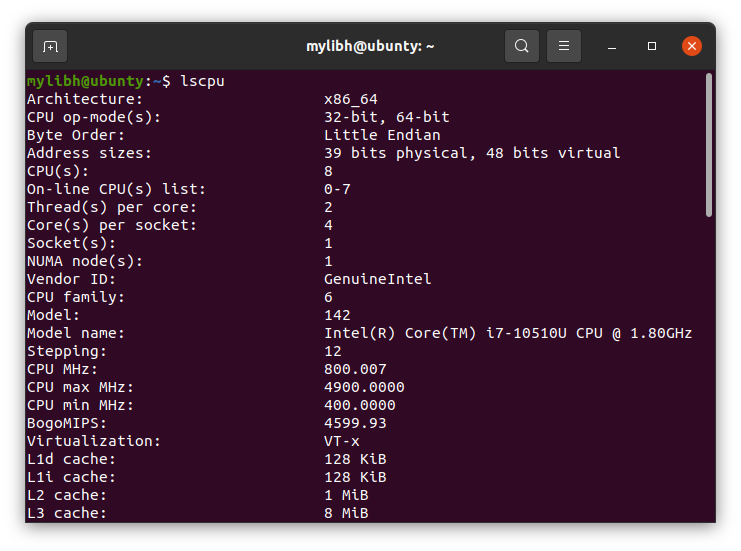 mylibh@ubunty: ~
mylibh@ubunty:~$ lscpu
Architecture: x86_64
CPU op-mode(s): 32-bit, 64-bit
Byte Order: Little Endian
Address sizes: 39 bits physical, 48 bits virtual
CPU(s): 8
On-line CPU(s) list: 0-7
Thread(s) per core: 2
Core(s) per socket: 4
Socket(s): 1
NUMA node(s): 1
Vendor ID: GenuineIntel
CPU family: 6
Model: 142
Model name: Intel(R) Core(TM) i7-10510U CPU @ 1.80GHz
Stepping: 12
CPU MHz: 800.007
CPU max MHz: 4900.0000
CPU min MHz: 400.0000
BogoMIPS: 4599.93
Virtualization: VT-x
L1d cache: 128 KiB
L1i cache: 128 KiB
L2 cache: 1 MiB
L3 cache: 8 MiB